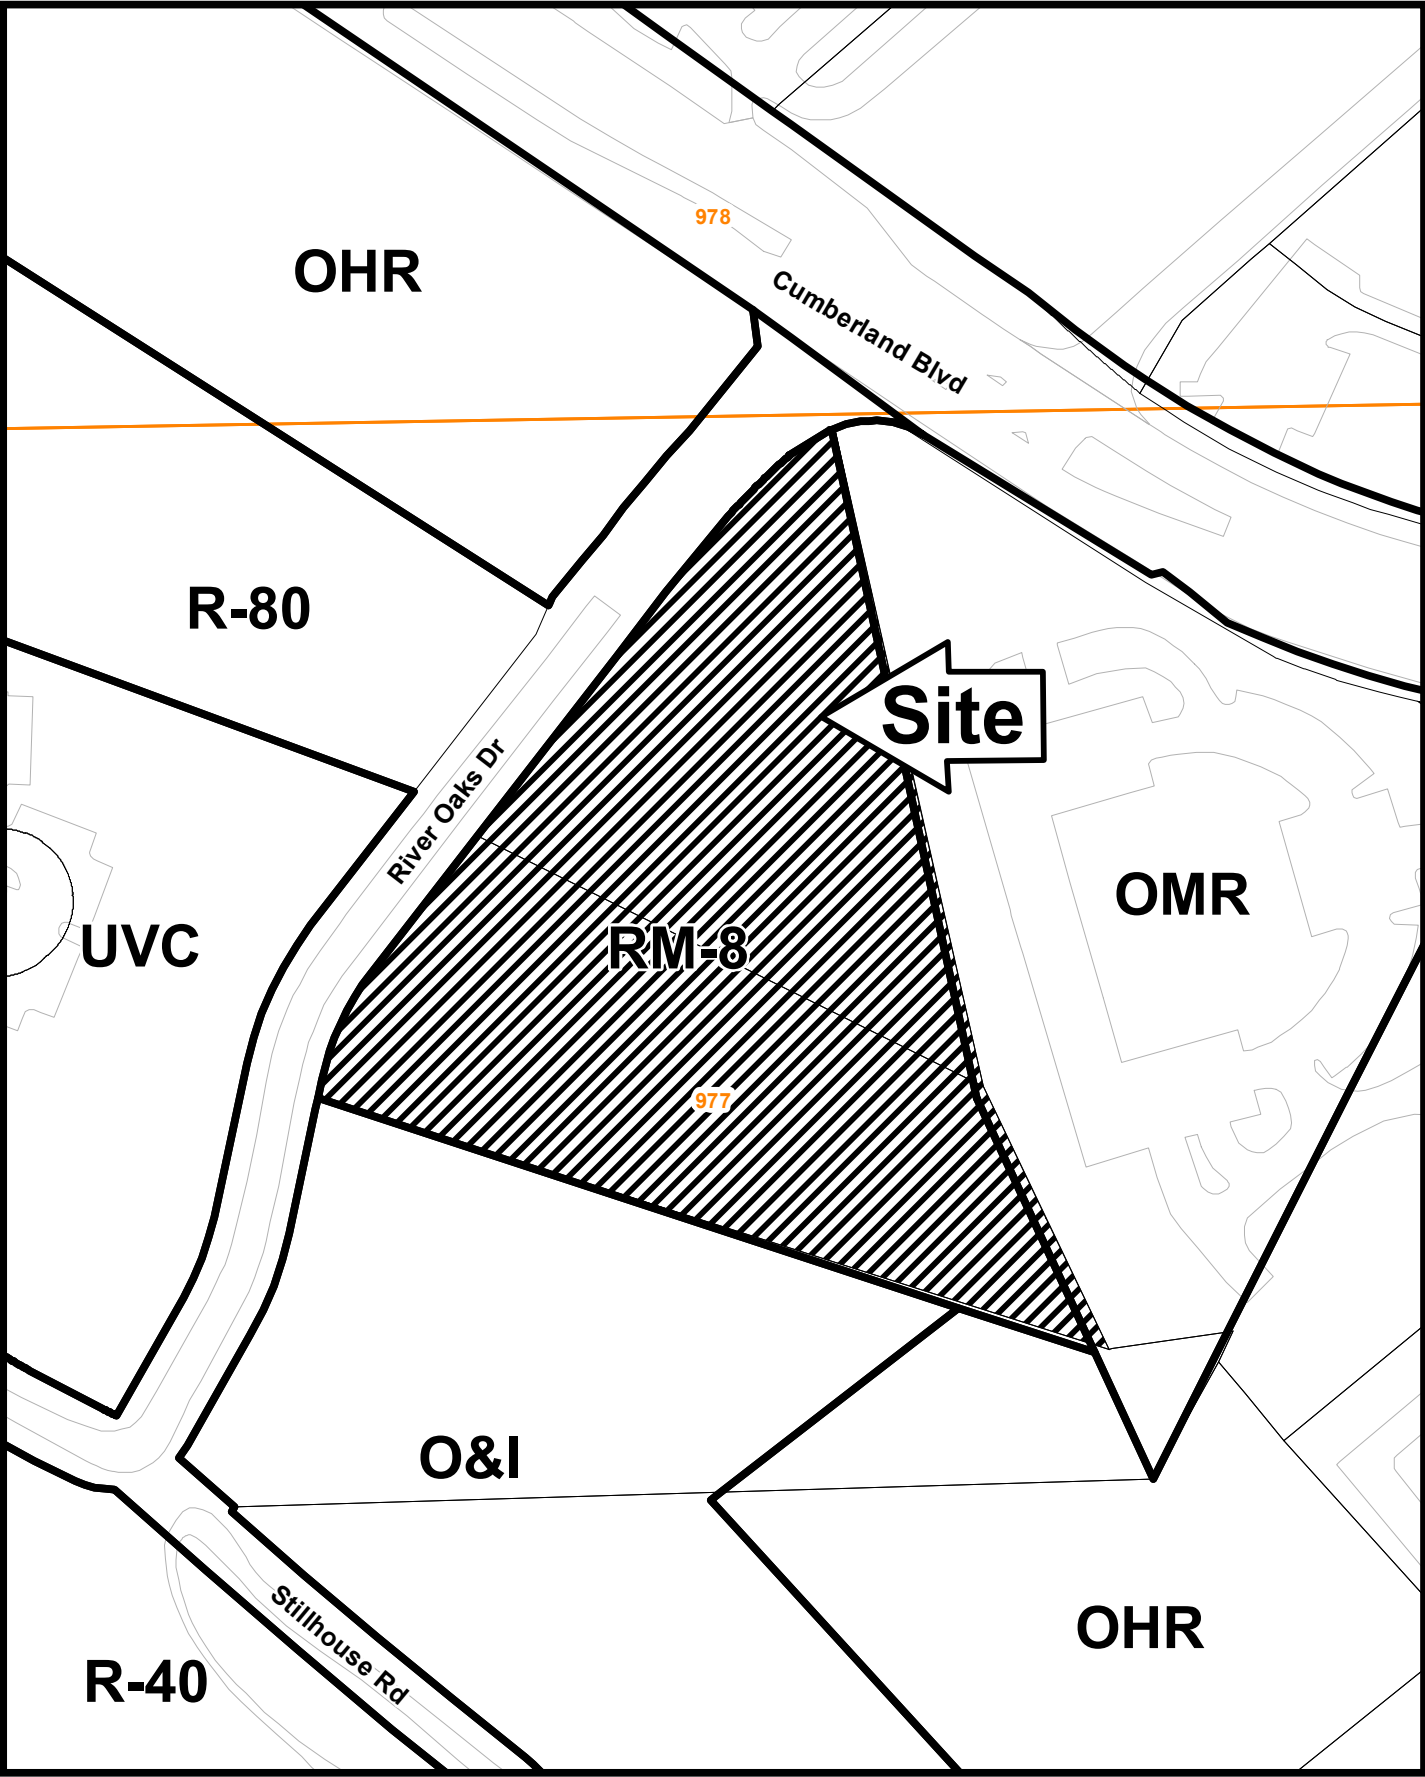 978
OHR
Cumberland Blvd
R-80
Site
River Oaks Dr
OMR
UVC
RM-8
977
O&I
Stillhouse Rd
OHR
R-40